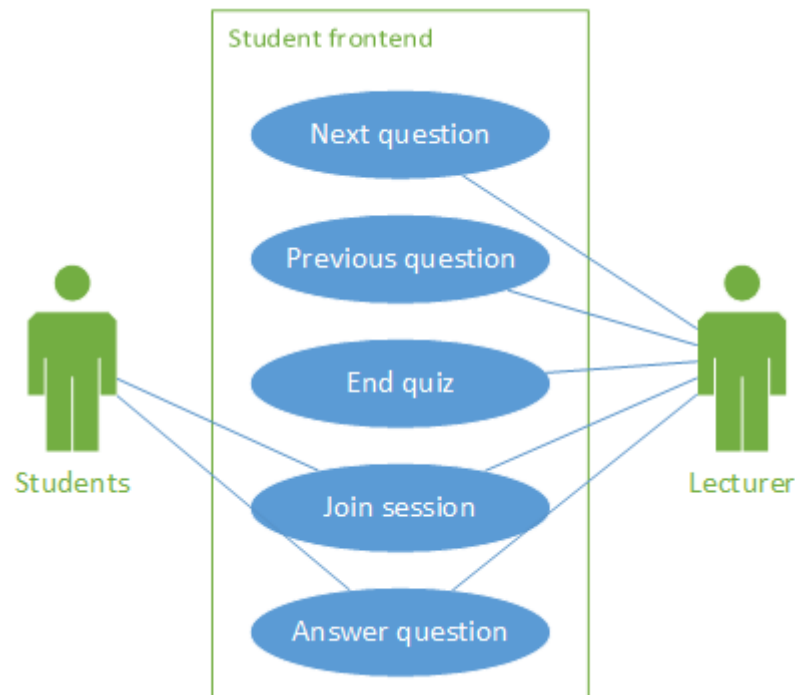 Student frontend
Next question
Previous question
End quiz
Students
Lecturer
Join session
Answer question